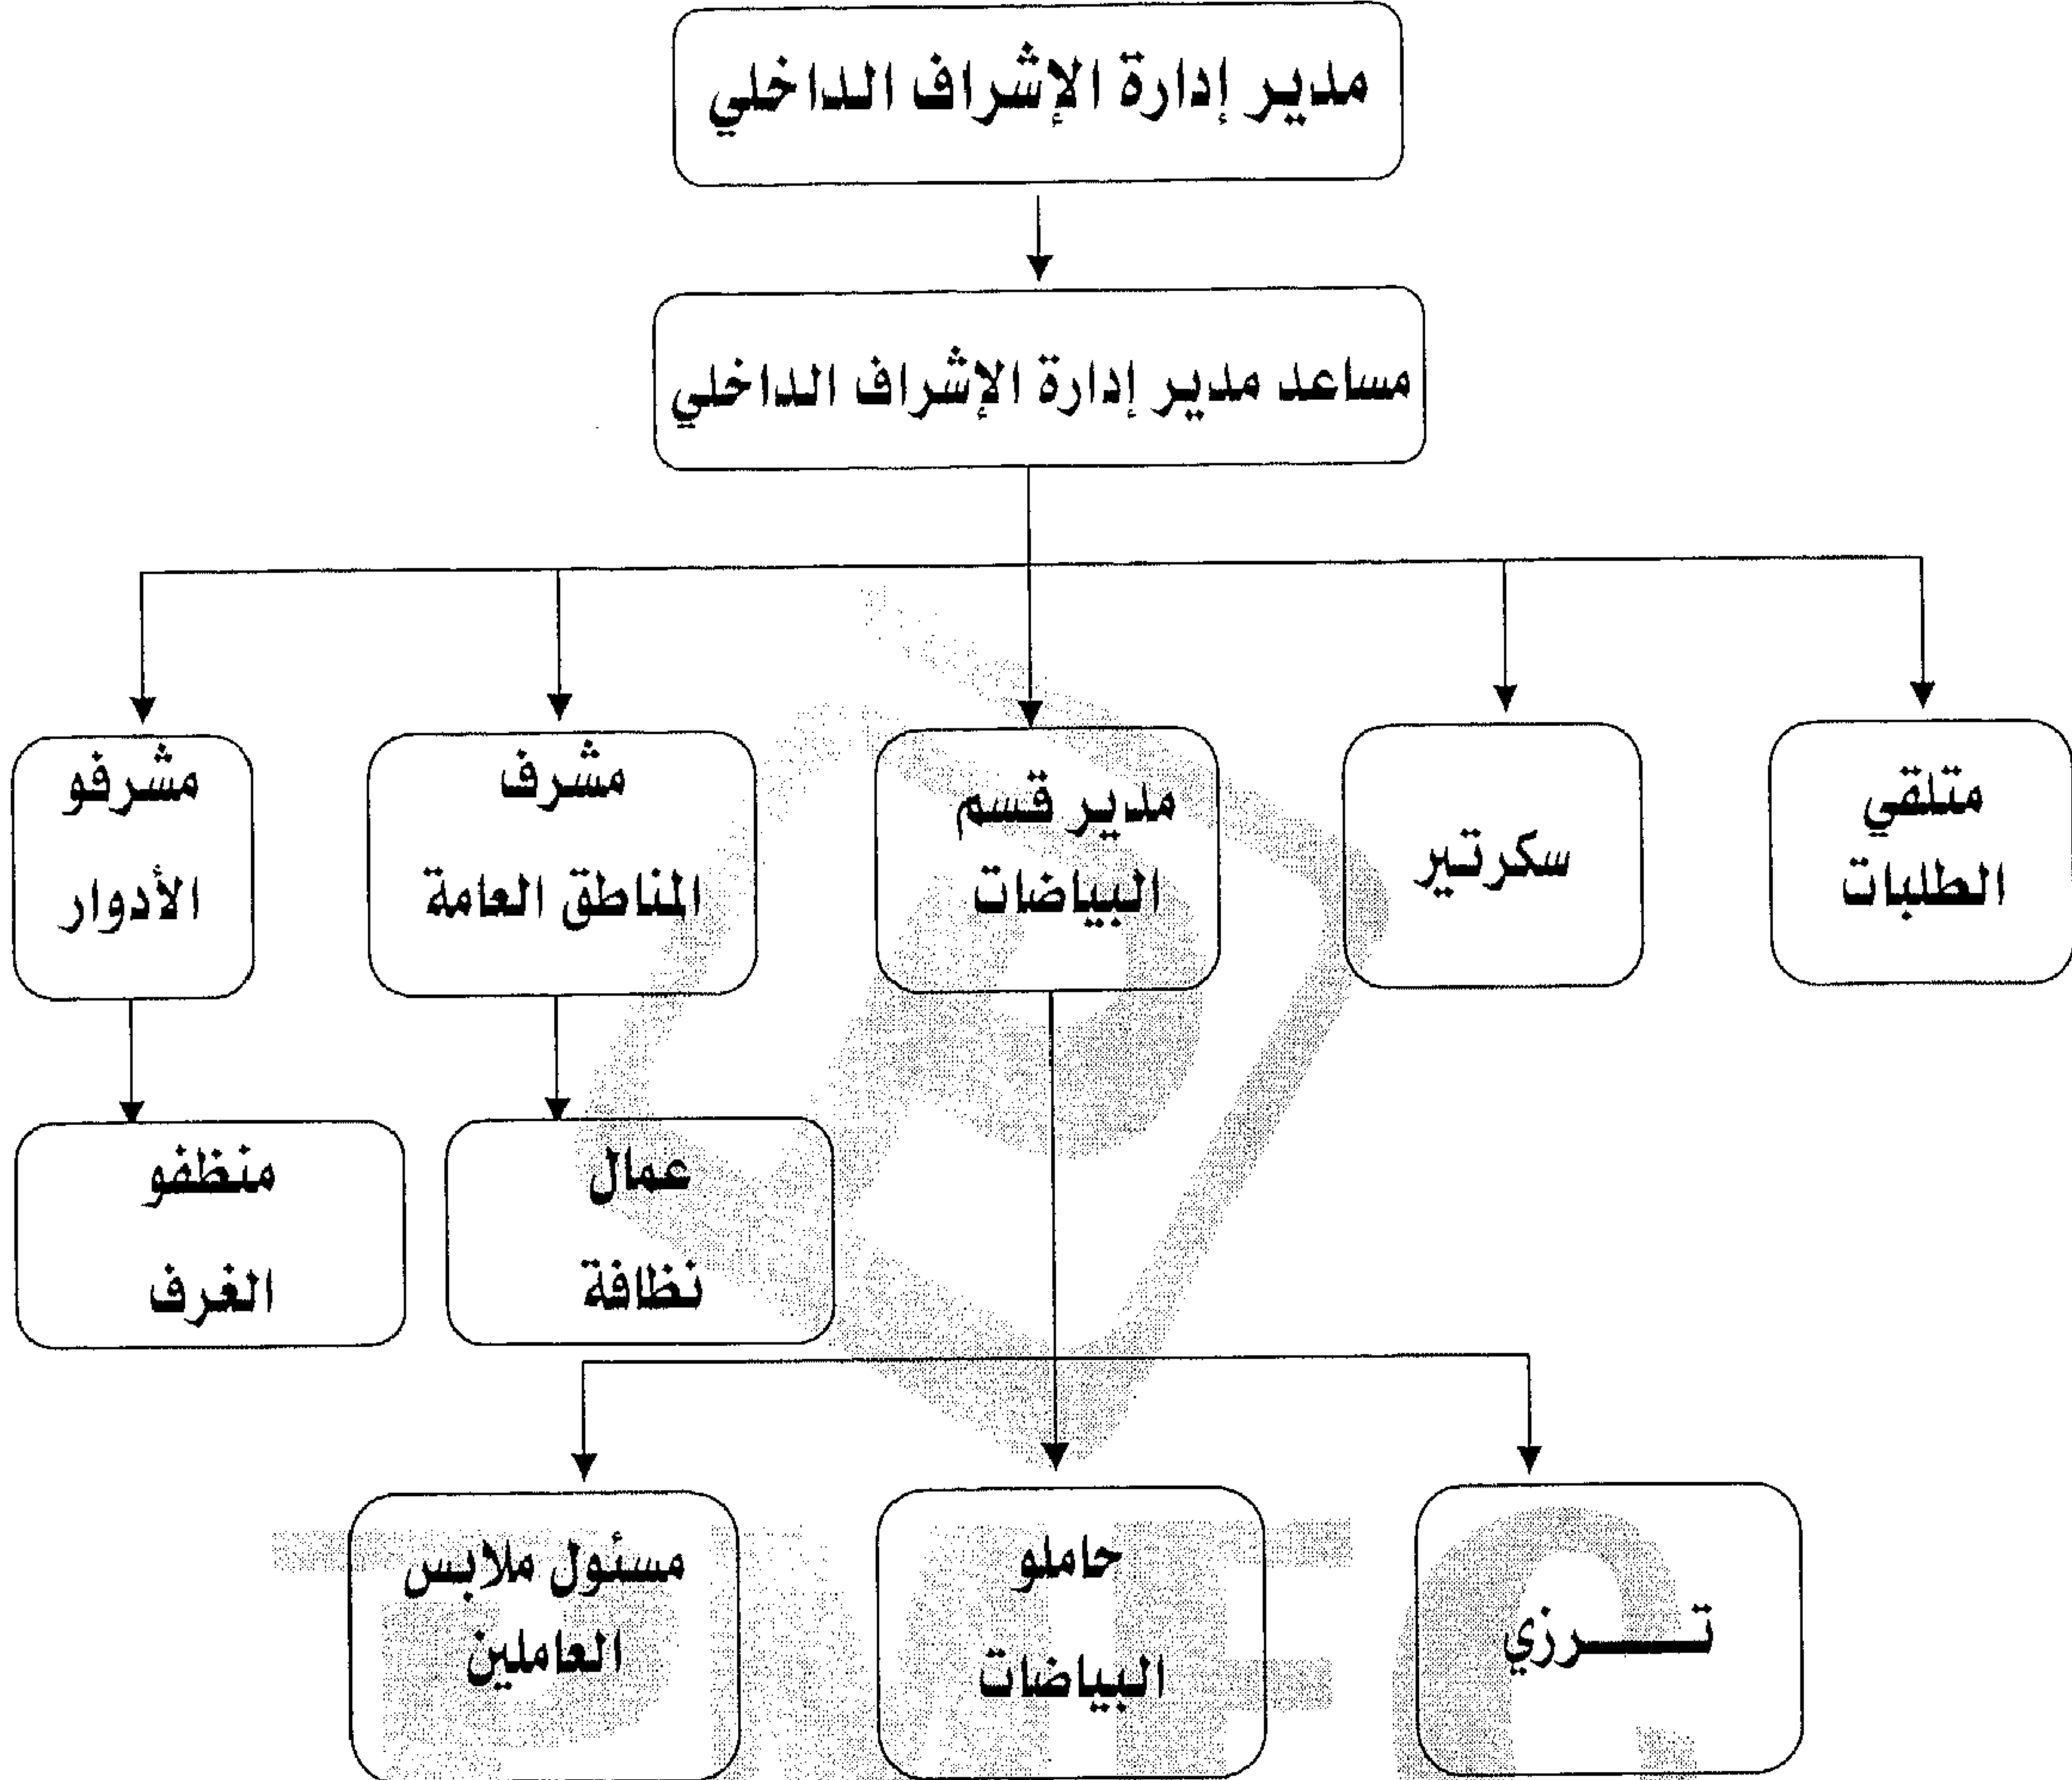 مدير إدارة الإشراف الداخلي
مساعد مدير إدارة الإشراف الداخلي
متلقي
الطلبات
سكرتير
مدير قسم
البياضات
مشرف
المناطق العامة
مشرفو
الأدوار
عمال
نظافة
منظفو
الغرف
تـــــرزي
حاملو
البياضات
مسئول ملابس
العاملين